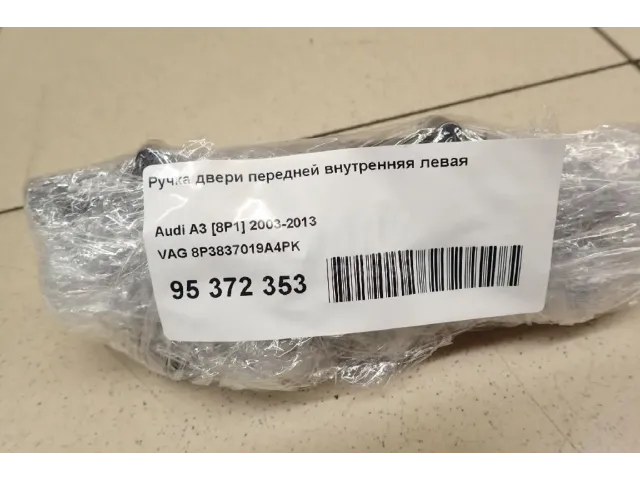 Ручка двери передней внутренняя левая
Audi A3 [8P1] 2003-2013
VAG 8P3837019A4PK
95 372 353